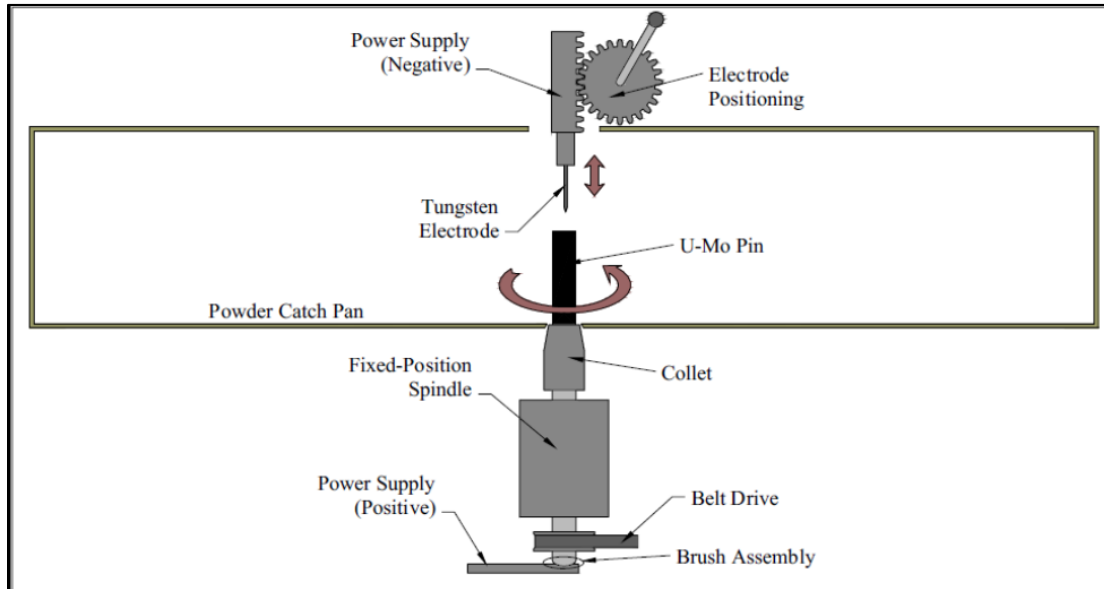 Power Supply
(Negative)
Electrode
Positioning
Tungsten
Electrode
U-Mo Pin
Powder Catch Pan
Fixed-Position
Spindle
Collet
Power Supply
(Positive)
Belt Drive
Brush Assembly